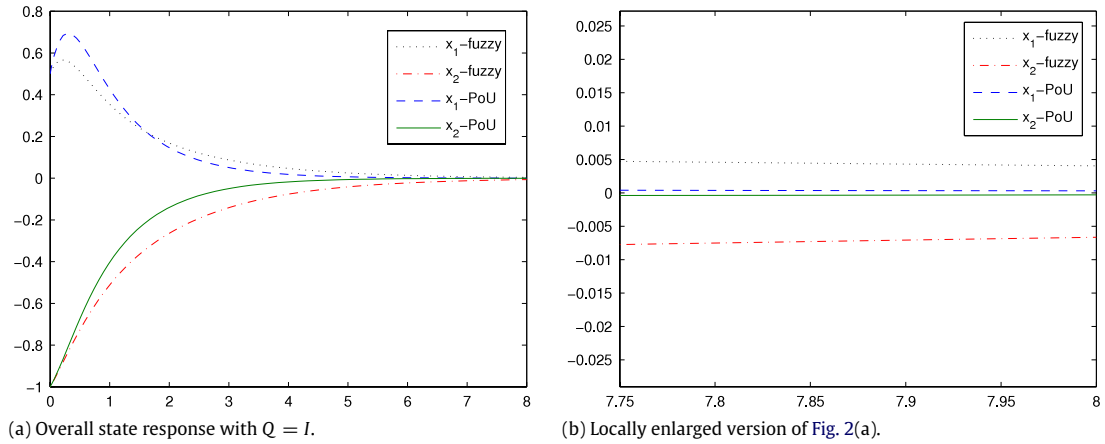 0.8
0.6
0.4
0.2
0
−0.2
−0.4
−0.6
−0.8
−1
0 1 2 3 4 5 6 7 8
x1−fuzzy
x2−fuzzy
x1−PoU
x2−PoU
(a) Overall state response with Q = I.
0.025
0.02
0.015
0.01
0.005
0
−0.005
−0.01
−0.015
−0.02
−0.025
7.75 7.8 7.85 7.9 7.95 8
x1−fuzzy
x2−fuzzy
x1−PoU
x2−PoU
(b) Locally enlarged version of Fig. 2(a).